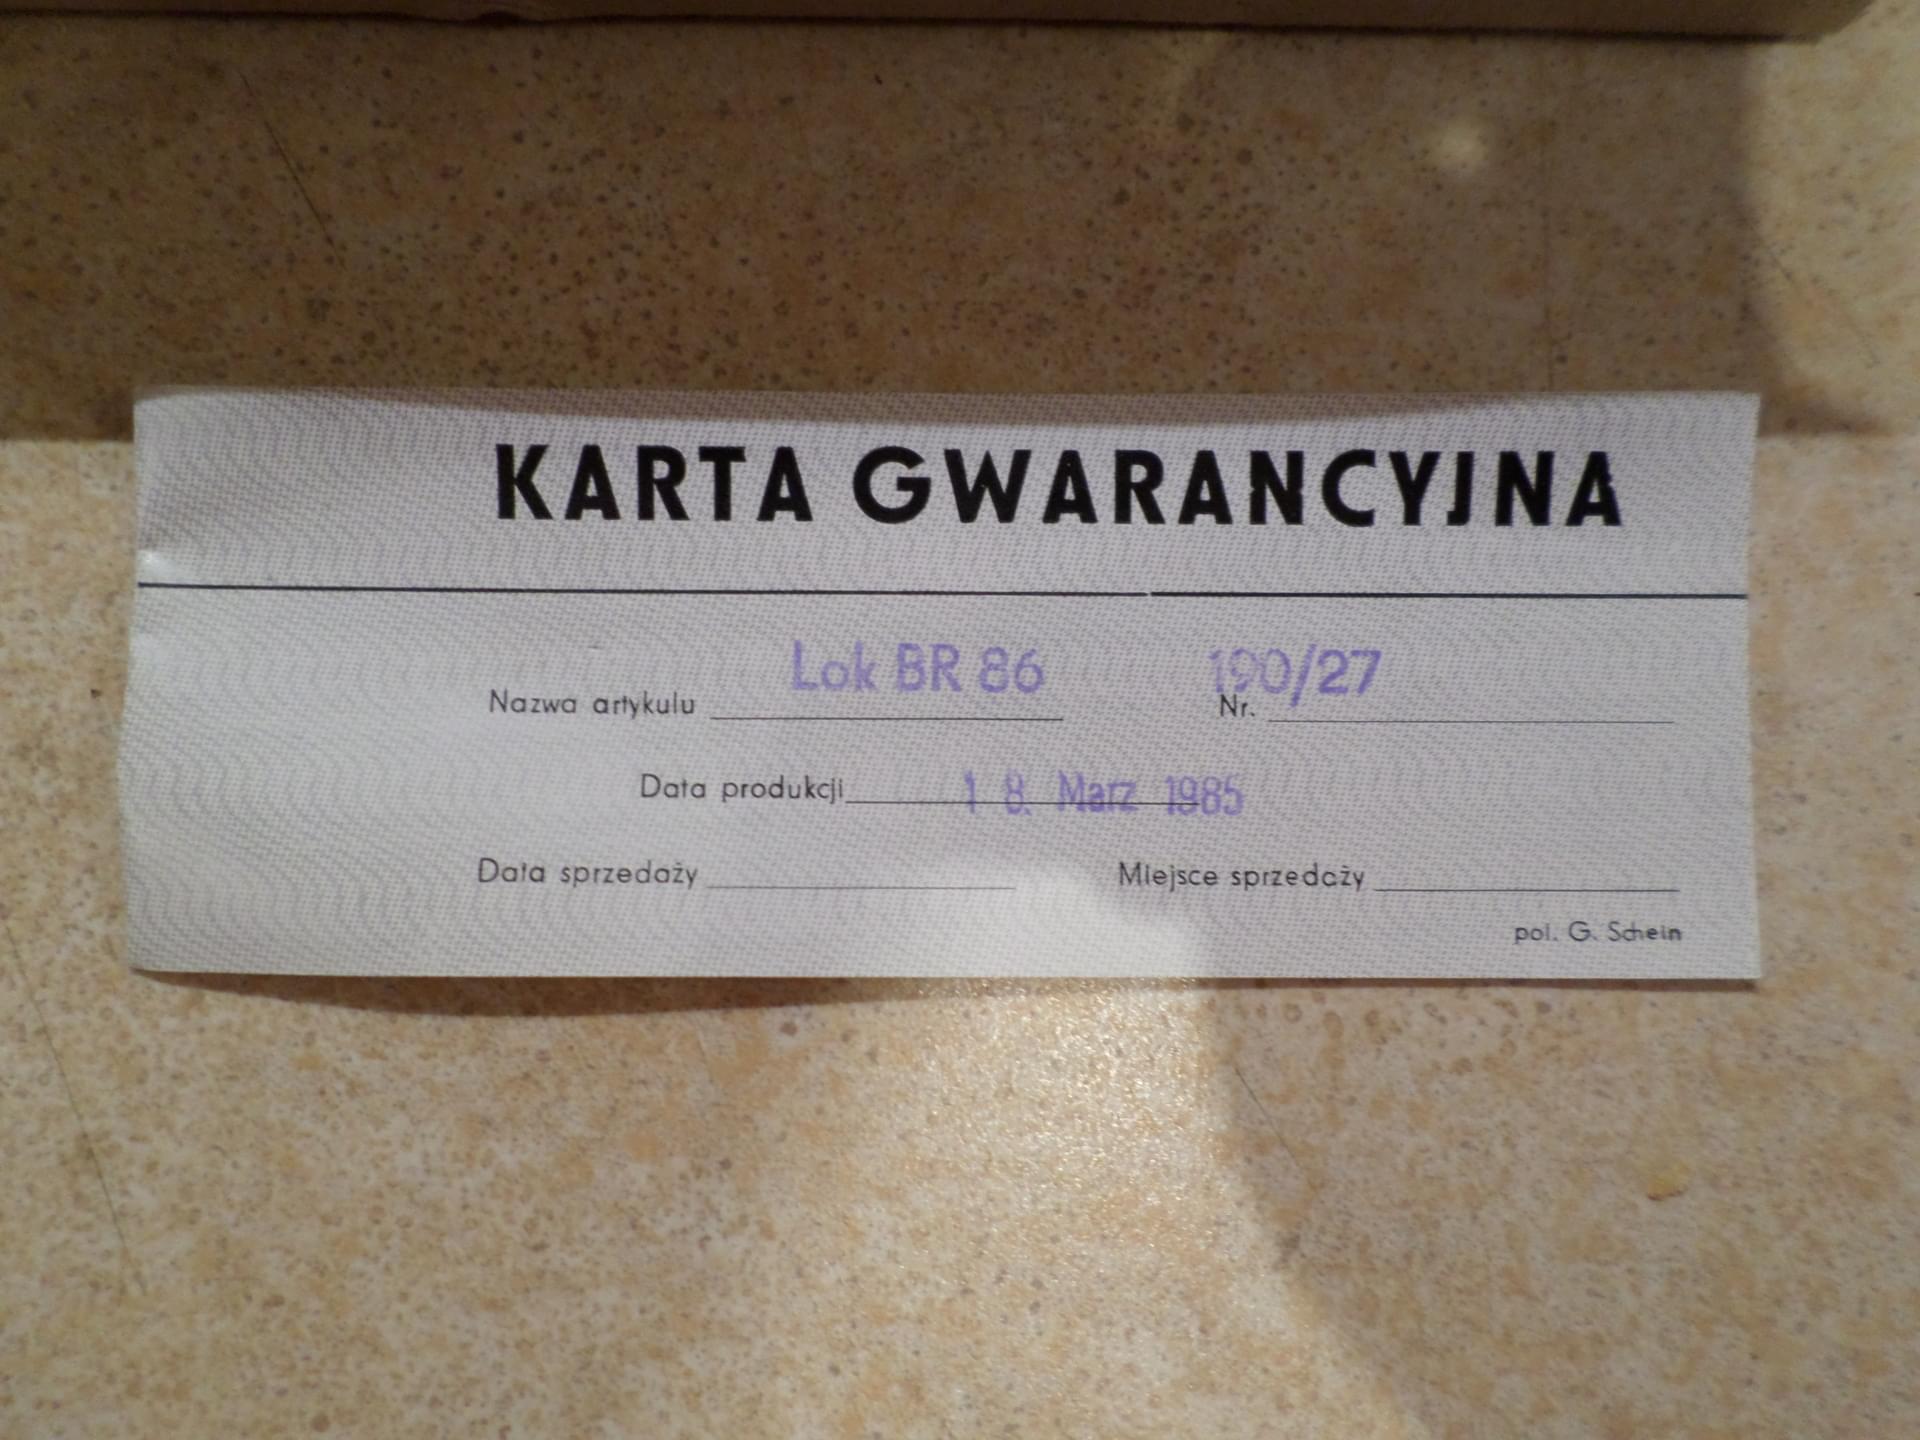 KARTA GWARANCYJNA
Nazwa artykulu Lok BR 86 Nr. 190/27
Data produkcji 18. Marz 1985
Data sprzedaży Miejsce sprzedaży
pol. G. Schein